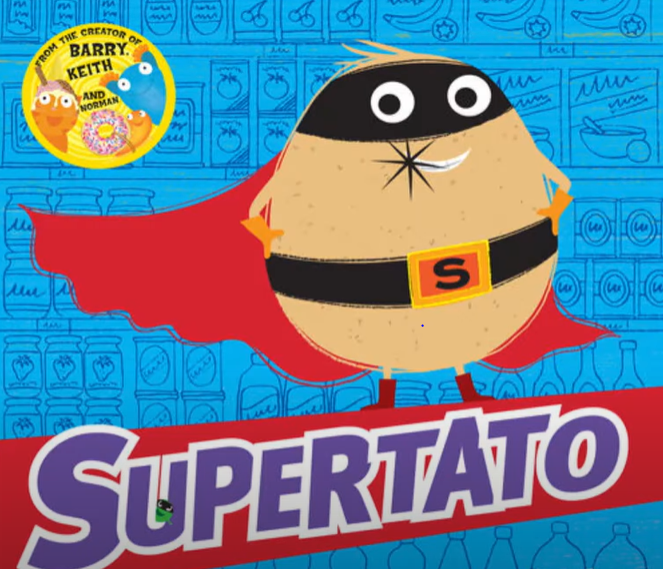 FROM THE CREATOR OF
BARRY,
KEITH
AND
NORMAN
S
SUPERTATO